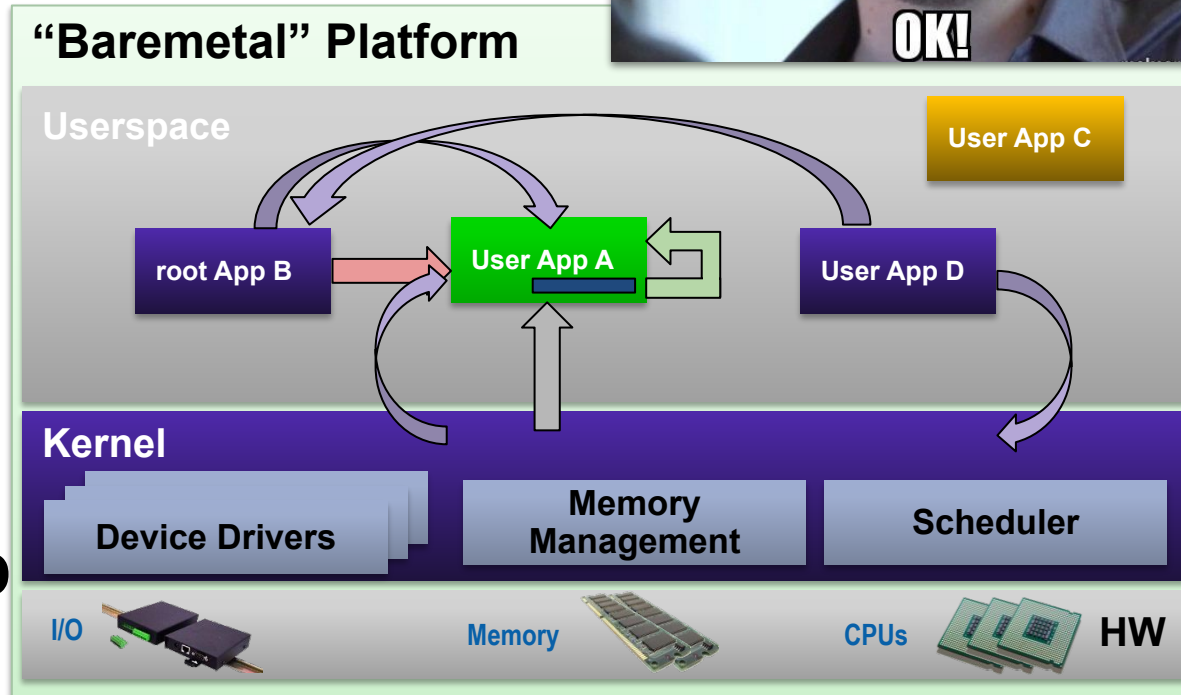 OK!
“Baremetal” Platform
Userspace
User App C
root App B
User App A
User App D
Kernel
Device Drivers
Memory
Management
Scheduler
I/O
Memory
CPUs
HW